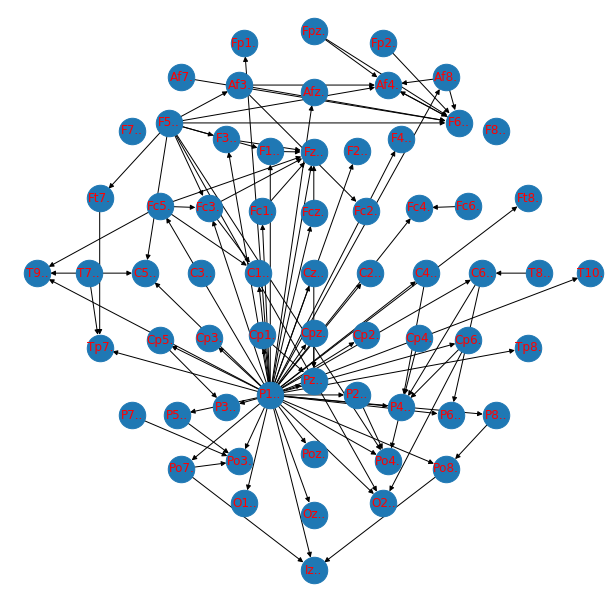 Fp1. Fpz. Fp2.
Af7. Af3. Afz. Af4. Af8.
F7.. F5.. F3.. F1.. Fz.. F2.. F4.. F6.. F8..
Ft7. Fc5. Fc3. Fc1. Fcz. Fc2. Fc4. Fc6. Ft8.
T9.. T7.. C5.. C3.. C1.. Cz.. C2.. C4.. C6.. T8.. T10.
Tp7. Cp5. Cp3. Cp1. Cpz. Cp2. Cp4. Cp6. Tp8.
P7.. P5.. P3.. P1.. Pz.. P2.. P4.. P6.. P8..
Po7. Po3. Poz. Po4. Po8.
O1.. Oz.. O2..
Iz..